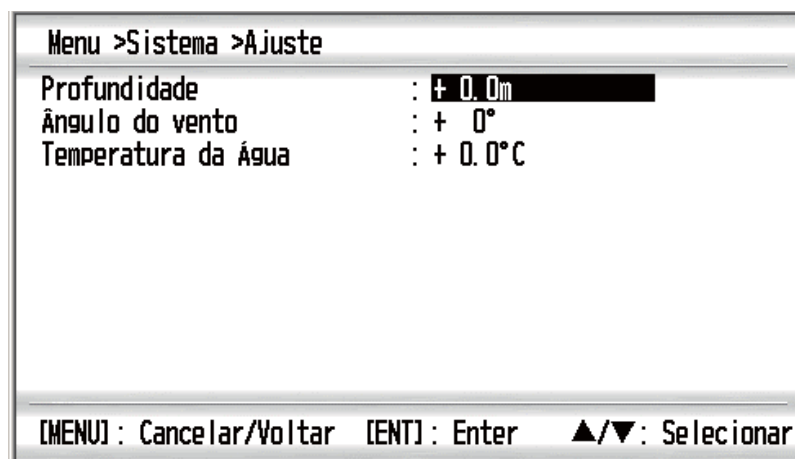 Menu >Sistema >Ajuste
Profundidade : + 0.0m
Ângulo do vento : + 0°
Temperatura da Água : + 0.0°C
[MENU] : Cancelar/Voltar [ENT] : Enter ▲/▼ : Selecionar